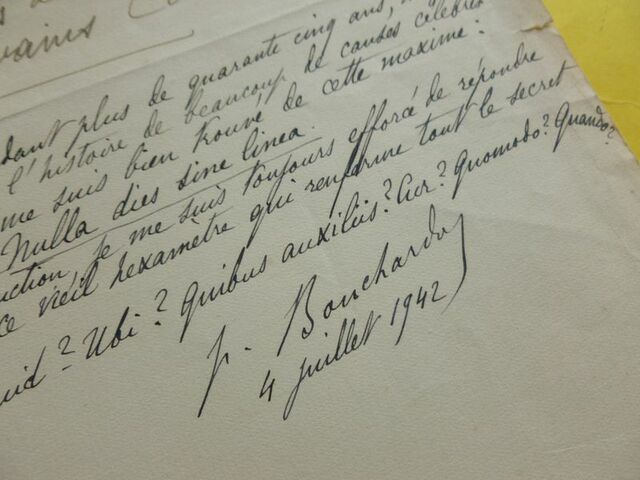 vains
dant plus de quarante cinq ans,
l'histoire de beaucoup de causes célèbres
me suis bien trouvé de cette maxime :
Nulla dies sine linea.
uction, je me suis toujours efforcé de répondre
ce vieil hexamètre qui renferme tout le secret
uid? Ubi? Quibus auxiliis? Cur? Quomodo? Quando?
P. Bouchardon
4 juillet 1942